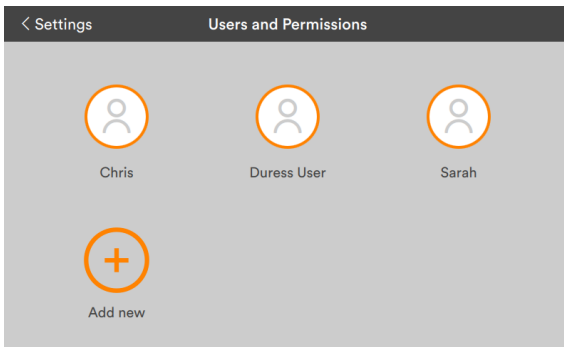 Settings
Users and Permissions
Chris
Duress User
Sarah
Add new